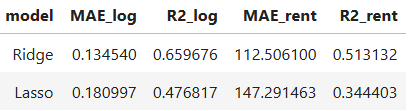 model MAE_log R2_log MAE_rent R2_rent
Ridge 0.134540 0.659676 112.506100 0.513132
Lasso 0.180997 0.476817 147.291463 0.344403